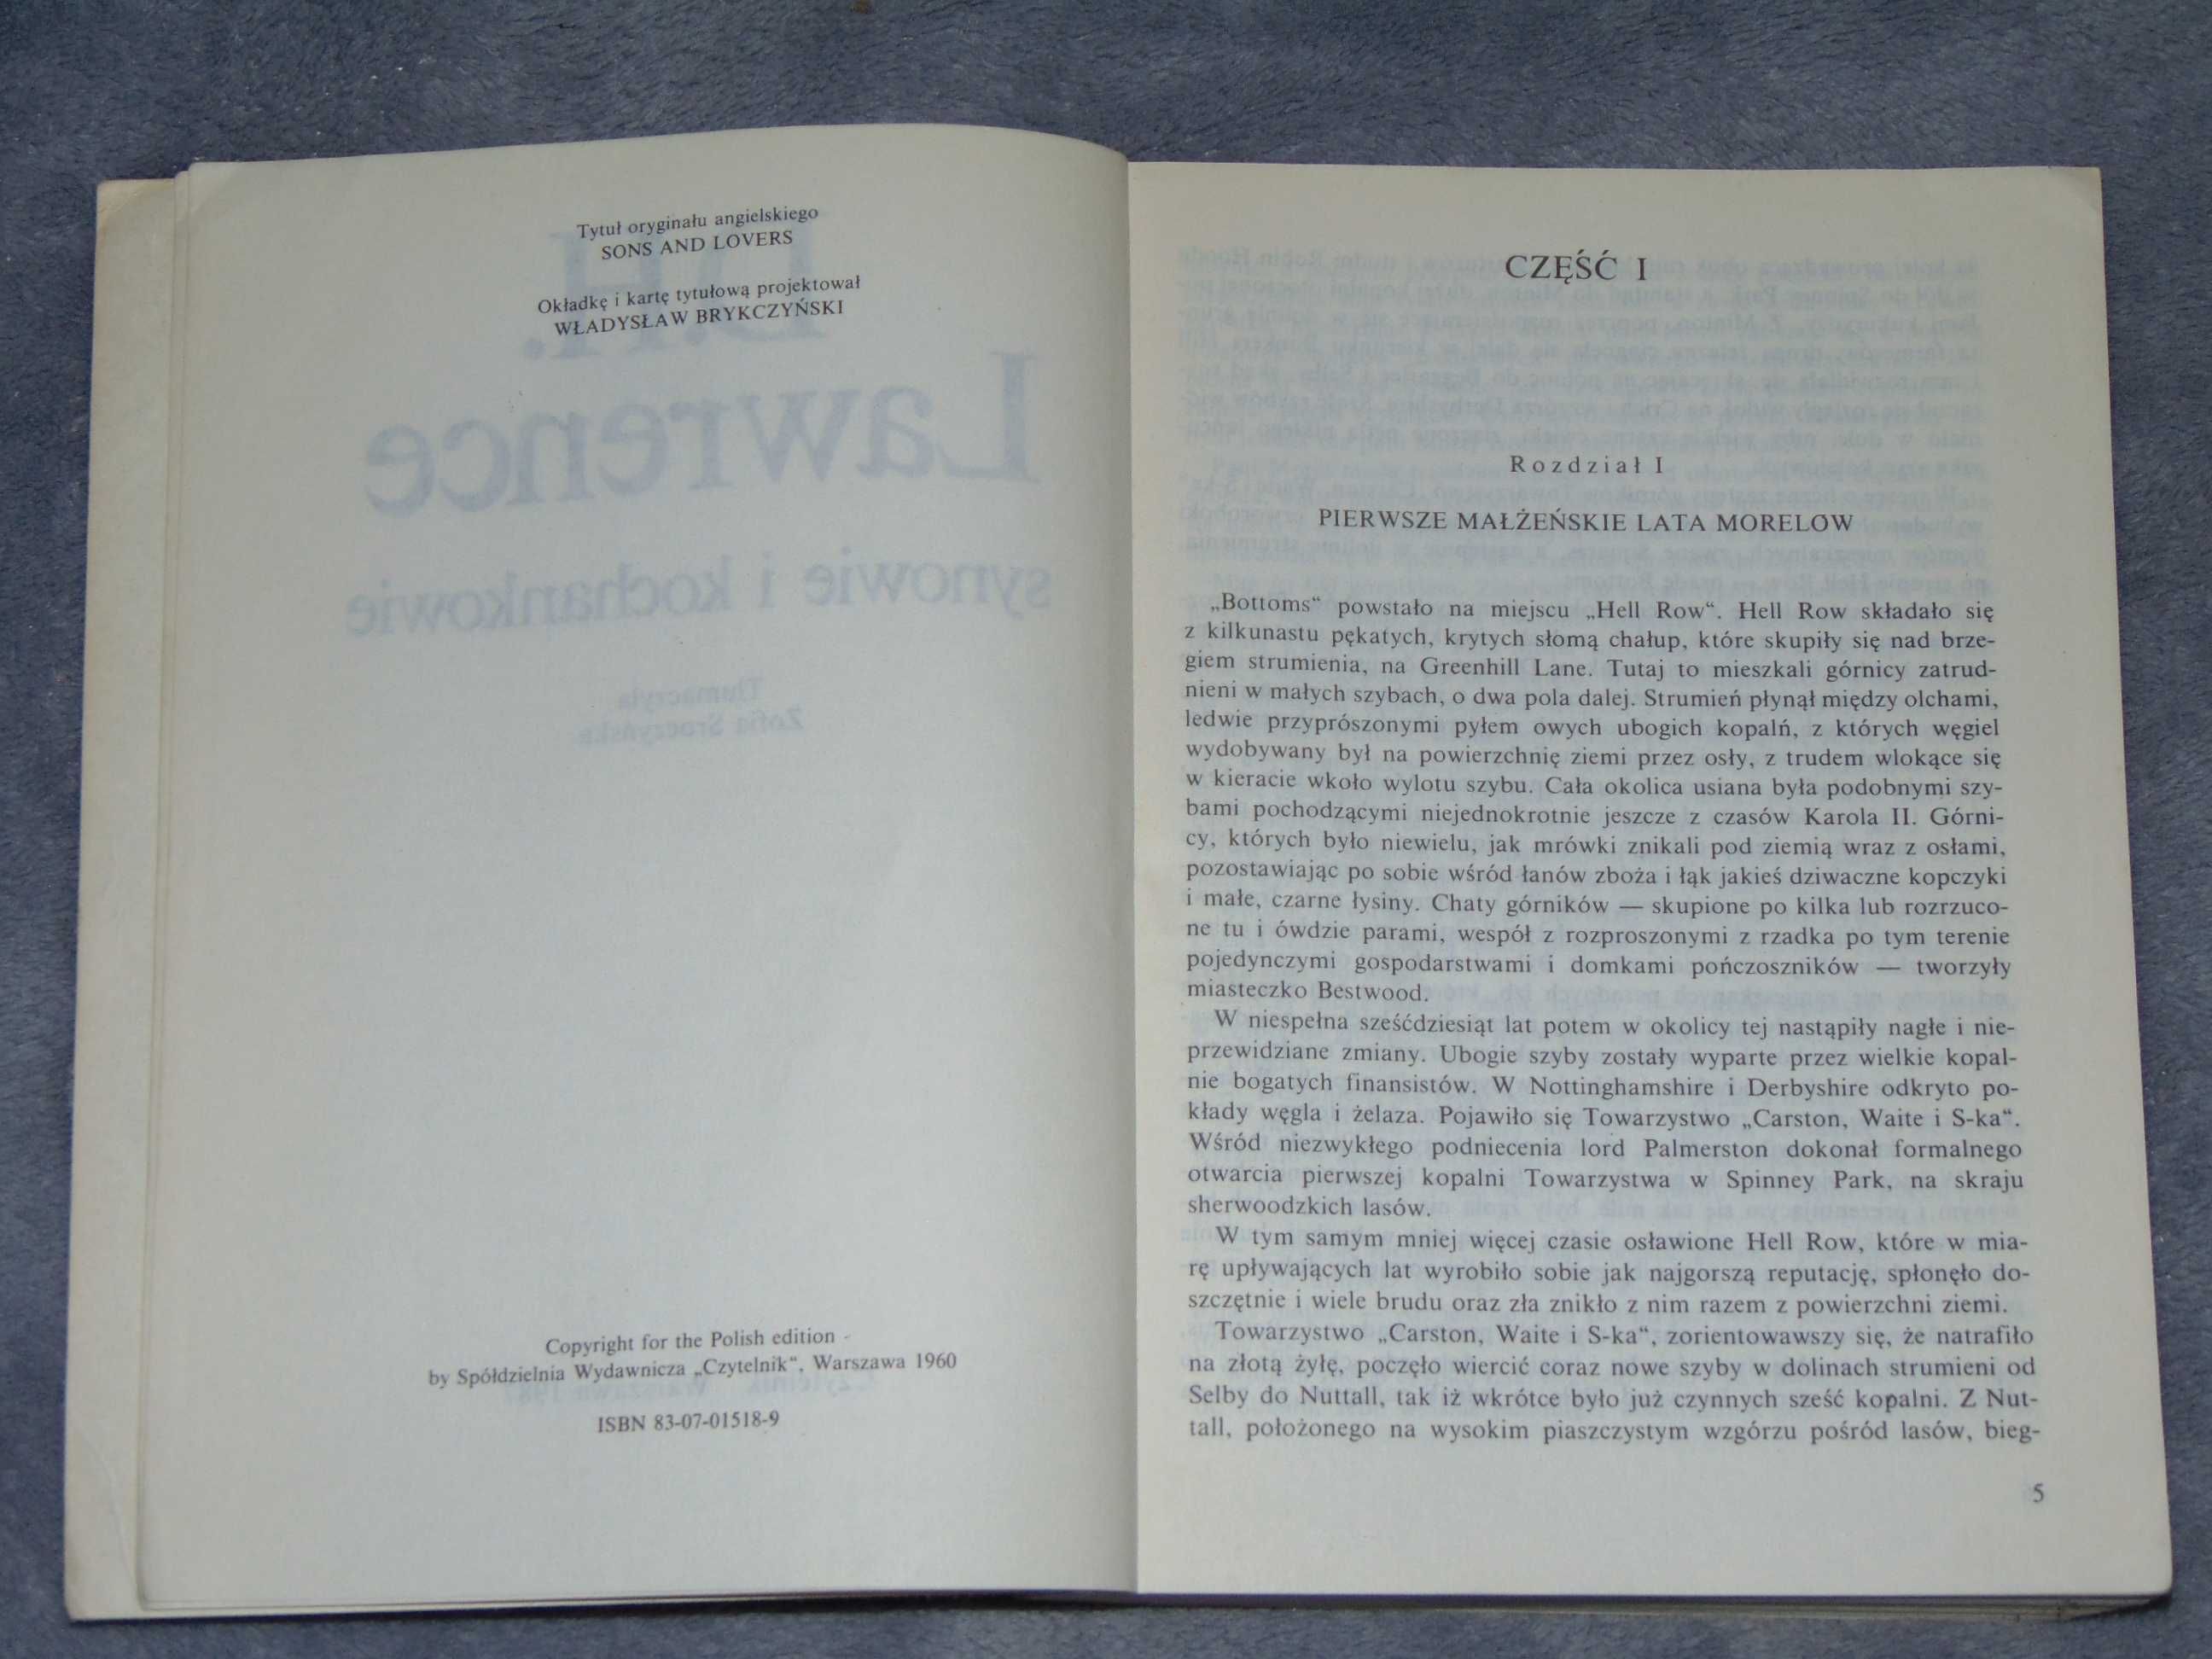 Tytuł oryginału angielskiego
SONS AND LOVERS
Okładkę i kartę tytułową projektował
WŁADYSŁAW BRYKCZYŃSKI
D.H.
Lawrence
synowie i kochankowie
Tłumaczyła
Zofia Sroczyńska
Copyright for the Polish edition
by Spółdzielnia Wydawnicza „Czytelnik“, Warszawa 1960
ISBN 83-07-01518-9
CZĘŚĆ I
Rozdział I
PIERWSZE MAŁŻEŃSKIE LATA MORELOW
„Bottoms“ powstało na miejscu „Hell Row“. Hell Row składało się
z kilkunastu pękatych, krytych słomą chałup, które skupiły się nad brze-
giem strumienia, na Greenhill Lane. Tutaj to mieszkali górnicy zatrud-
nieni w małych szybach, o dwa pola dalej. Strumień płynął między olchami,
ledwie przyprószonymi pyłem owych ubogich kopalń, z których węgiel
wydobywany był na powierzchnię ziemi przez osły, z trudem wlokące się
w kieracie wkoło wylotu szybu. Cała okolica usiana była podobnymi szy-
bami pochodzącymi niejednokrotnie jeszcze z czasów Karola II. Górni-
cy, których było niewielu, jak mrówki znikali pod ziemią wraz z osłami,
pozostawiając po sobie wśród łanów zboża i łąk jakieś dziwaczne kopczyki
i małe, czarne łysiny. Chaty górników — skupione po kilka lub rozrzuco-
ne tu i ówdzie parami, wespół z rozproszonymi z rzadka po tym terenie
pojedynczymi gospodarstwami i domkami pończoszników — tworzyły
miasteczko Bestwood.
W niespełna sześćdziesiąt lat potem w okolicy tej nastąpiły nagłe i nie-
przewidziane zmiany. Ubogie szyby zostały wyparte przez wielkie kopal-
nie bogatych finansistów. W Nottinghamshire i Derbyshire odkryto po-
kłady węgla i żelaza. Pojawiło się Towarzystwo „Carston, Waite i S-ka“.
Wśród niezwykłego podniecenia lord Palmerston dokonał formalnego
otwarcia pierwszej kopalni Towarzystwa w Spinney Park, na skraju
sherwoodzkich lasów.
W tym samym mniej więcej czasie osławione Hell Row, które w mia-
rę upływających lat wyrobiło sobie jak najgorszą reputację, spłonęło do-
szczętnie i wiele brudu oraz zła znikło z nim razem z powierzchni ziemi.
Towarzystwo „Carston, Waite i S-ka“, zorientowawszy się, że natrafiło
na złotą żyłę, poczęło wiercić coraz nowe szyby w dolinach strumieni od
Selby do Nuttall, tak iż wkrótce było już czynnych sześć kopalni. Z Nut-
tall, położonego na wysokim piaszczystym wzgórzu pośród lasów, bieg-
5